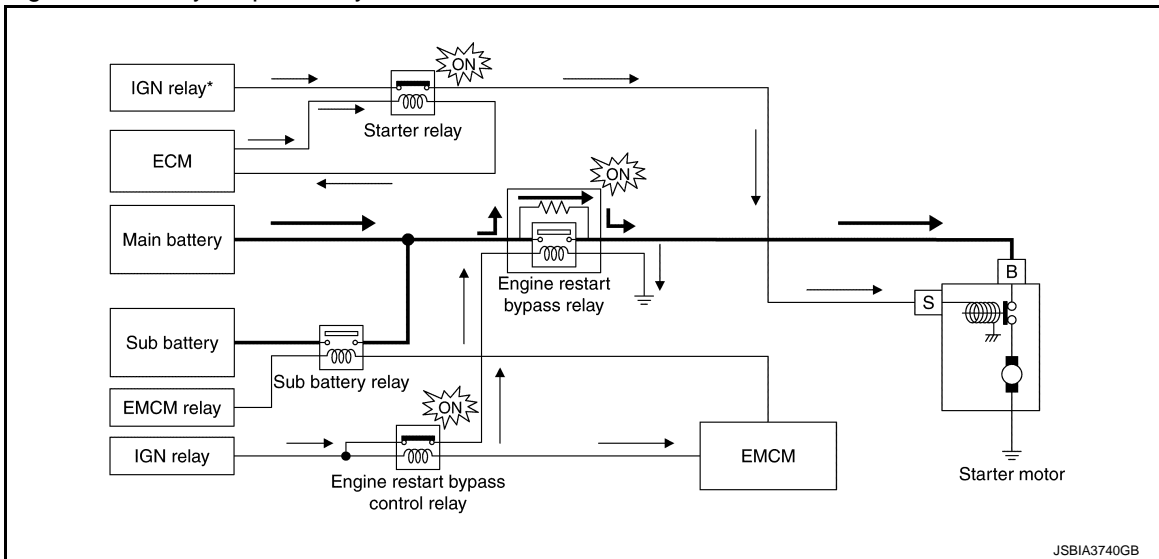 IGN relay*
ON
Starter relay
ECM
ON
Main battery
Engine restart
bypass relay
B
S
Sub battery
Sub battery relay
EMCM relay
ON
IGN relay
EMCM
Engine restart bypass
control relay
Starter motor
JSBIA3740GB